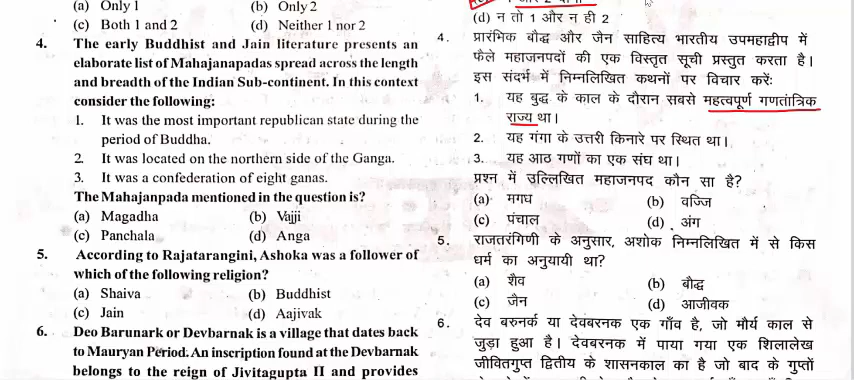 (a) Only 1 (b) Only 2
(c) Both 1 and 2 (d) Neither 1 nor 2
4. The early Buddhist and Jain literature presents an
elaborate list of Mahajanapadas spread across the length
and breadth of the Indian Sub-continent. In this context
consider the following:
1. It was the most important republican state during the
period of Buddha.
2. It was located on the northern side of the Ganga.
3. It was a confederation of eight ganas.
The Mahajanpada mentioned in the question is?
(a) Magadha (b) Vajji
(c) Panchala (d) Anga
5. According to Rajatarangini, Ashoka was a follower of
which of the following religion?
(a) Shaiva (b) Buddhist
(c) Jain (d) Aajivak
6. Deo Barunark or Devbarnak is a village that dates back
to Mauryan Period. An inscription found at the Devbarnak
belongs to the reign of Jivitagupta II and provides
(d) न तो 1 और न ही 2
4. प्रारंभिक बौद्ध और जैन साहित्य भारतीय उपमहाद्वीप में
फैले महाजनपदों की एक विस्तृत सूची प्रस्तुत करता है।
इस संदर्भ में निम्नलिखित कथनों पर विचार करेंः
1. यह बुद्ध के काल के दौरान सबसे महत्वपूर्ण गणतांत्रिक
राज्य था।
2. यह गंगा के उत्तरी किनारे पर स्थित था।
3. यह आठ गणों का एक संघ था।
प्रश्न में उल्लिखित महाजनपद कौन सा है?
(a) मगध (b) वज्जि
(c) पंचाल (d) अंग
5. राजतरंगिणी के अनुसार, अशोक निम्नलिखित में से किस
धर्म का अनुयायी था?
(a) शैव (b) बौद्ध
(c) जैन (d) आजीवक
6. देव बरुनर्क या देवबरनक एक गाँव है, जो मौर्य काल से
जुड़ा हुआ है। देवबरनक में पाया गया एक शिलालेख
जीवितगुप्त द्वितीय के शासनकाल का है जो बाद के गुप्तों